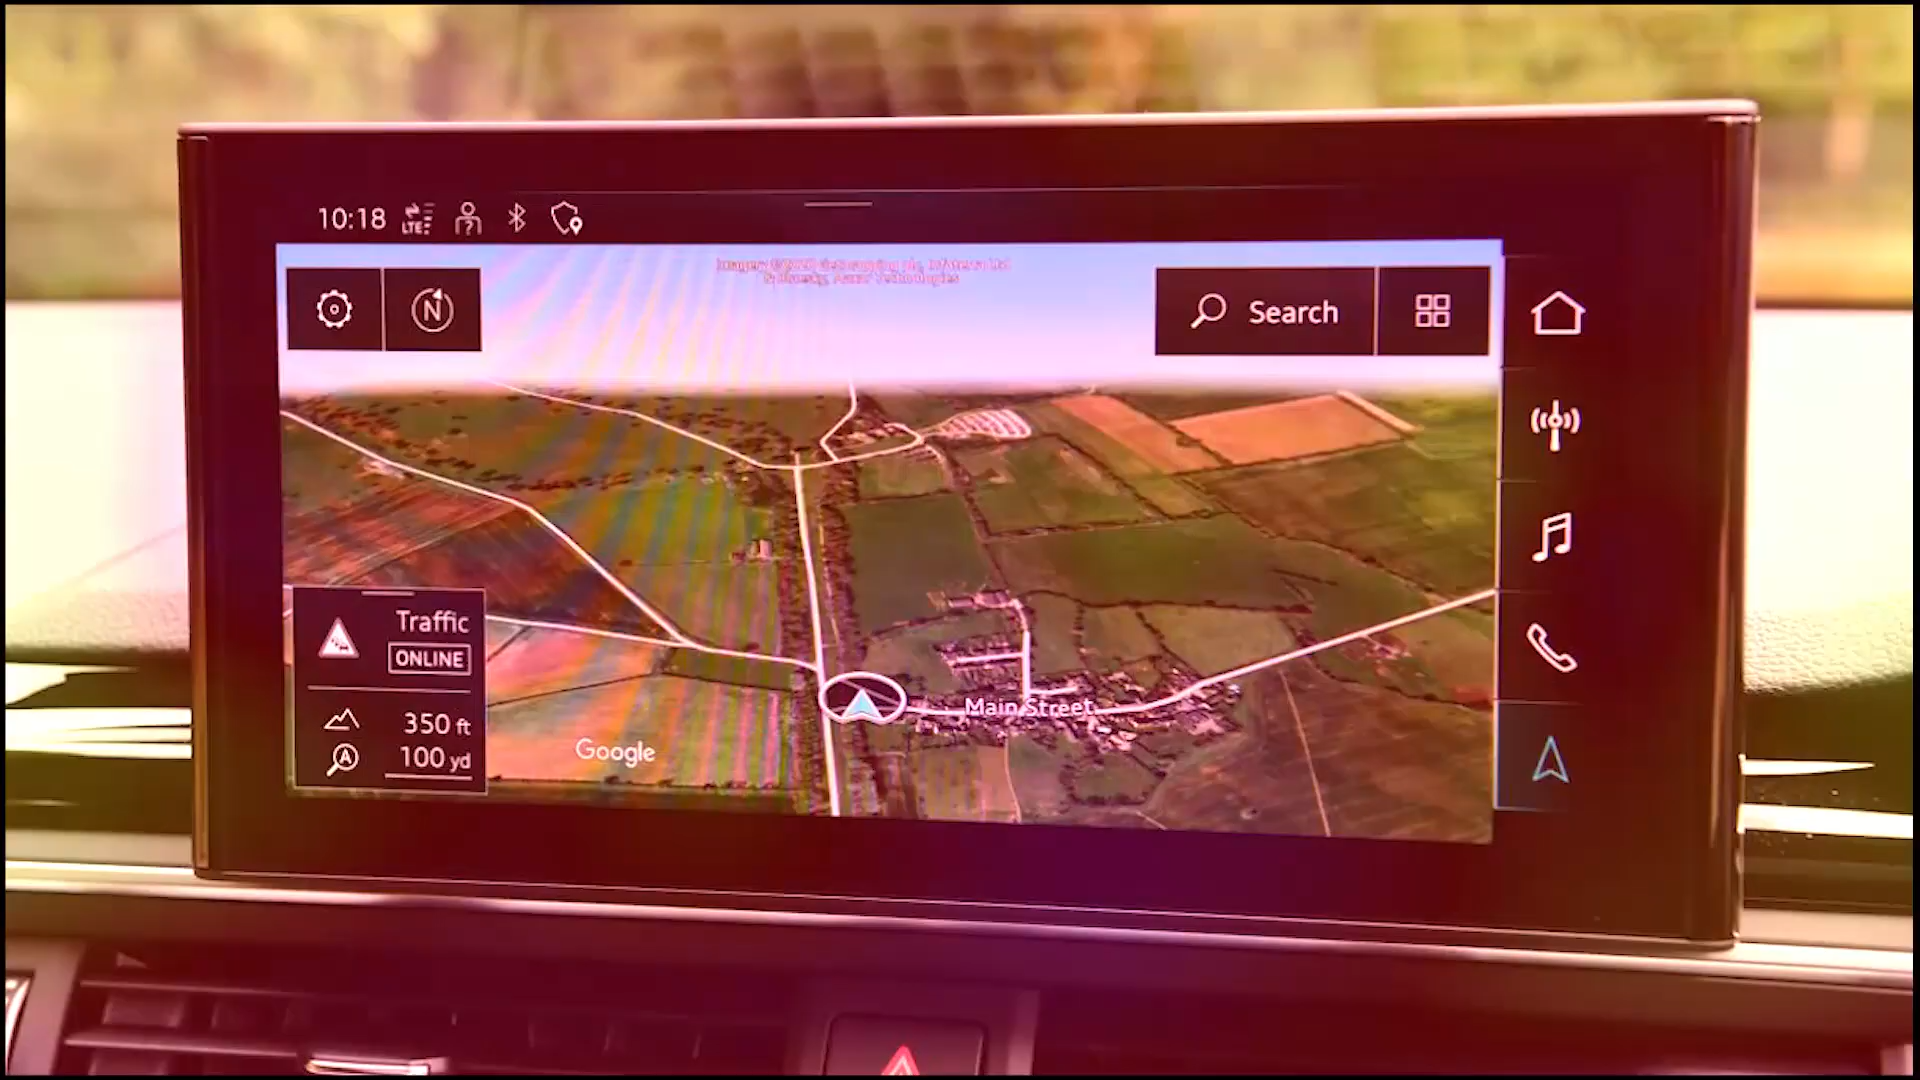 10:18
LTE
N
Search
Traffic
ONLINE
350 ft
A
100 yd
Main Street
Google